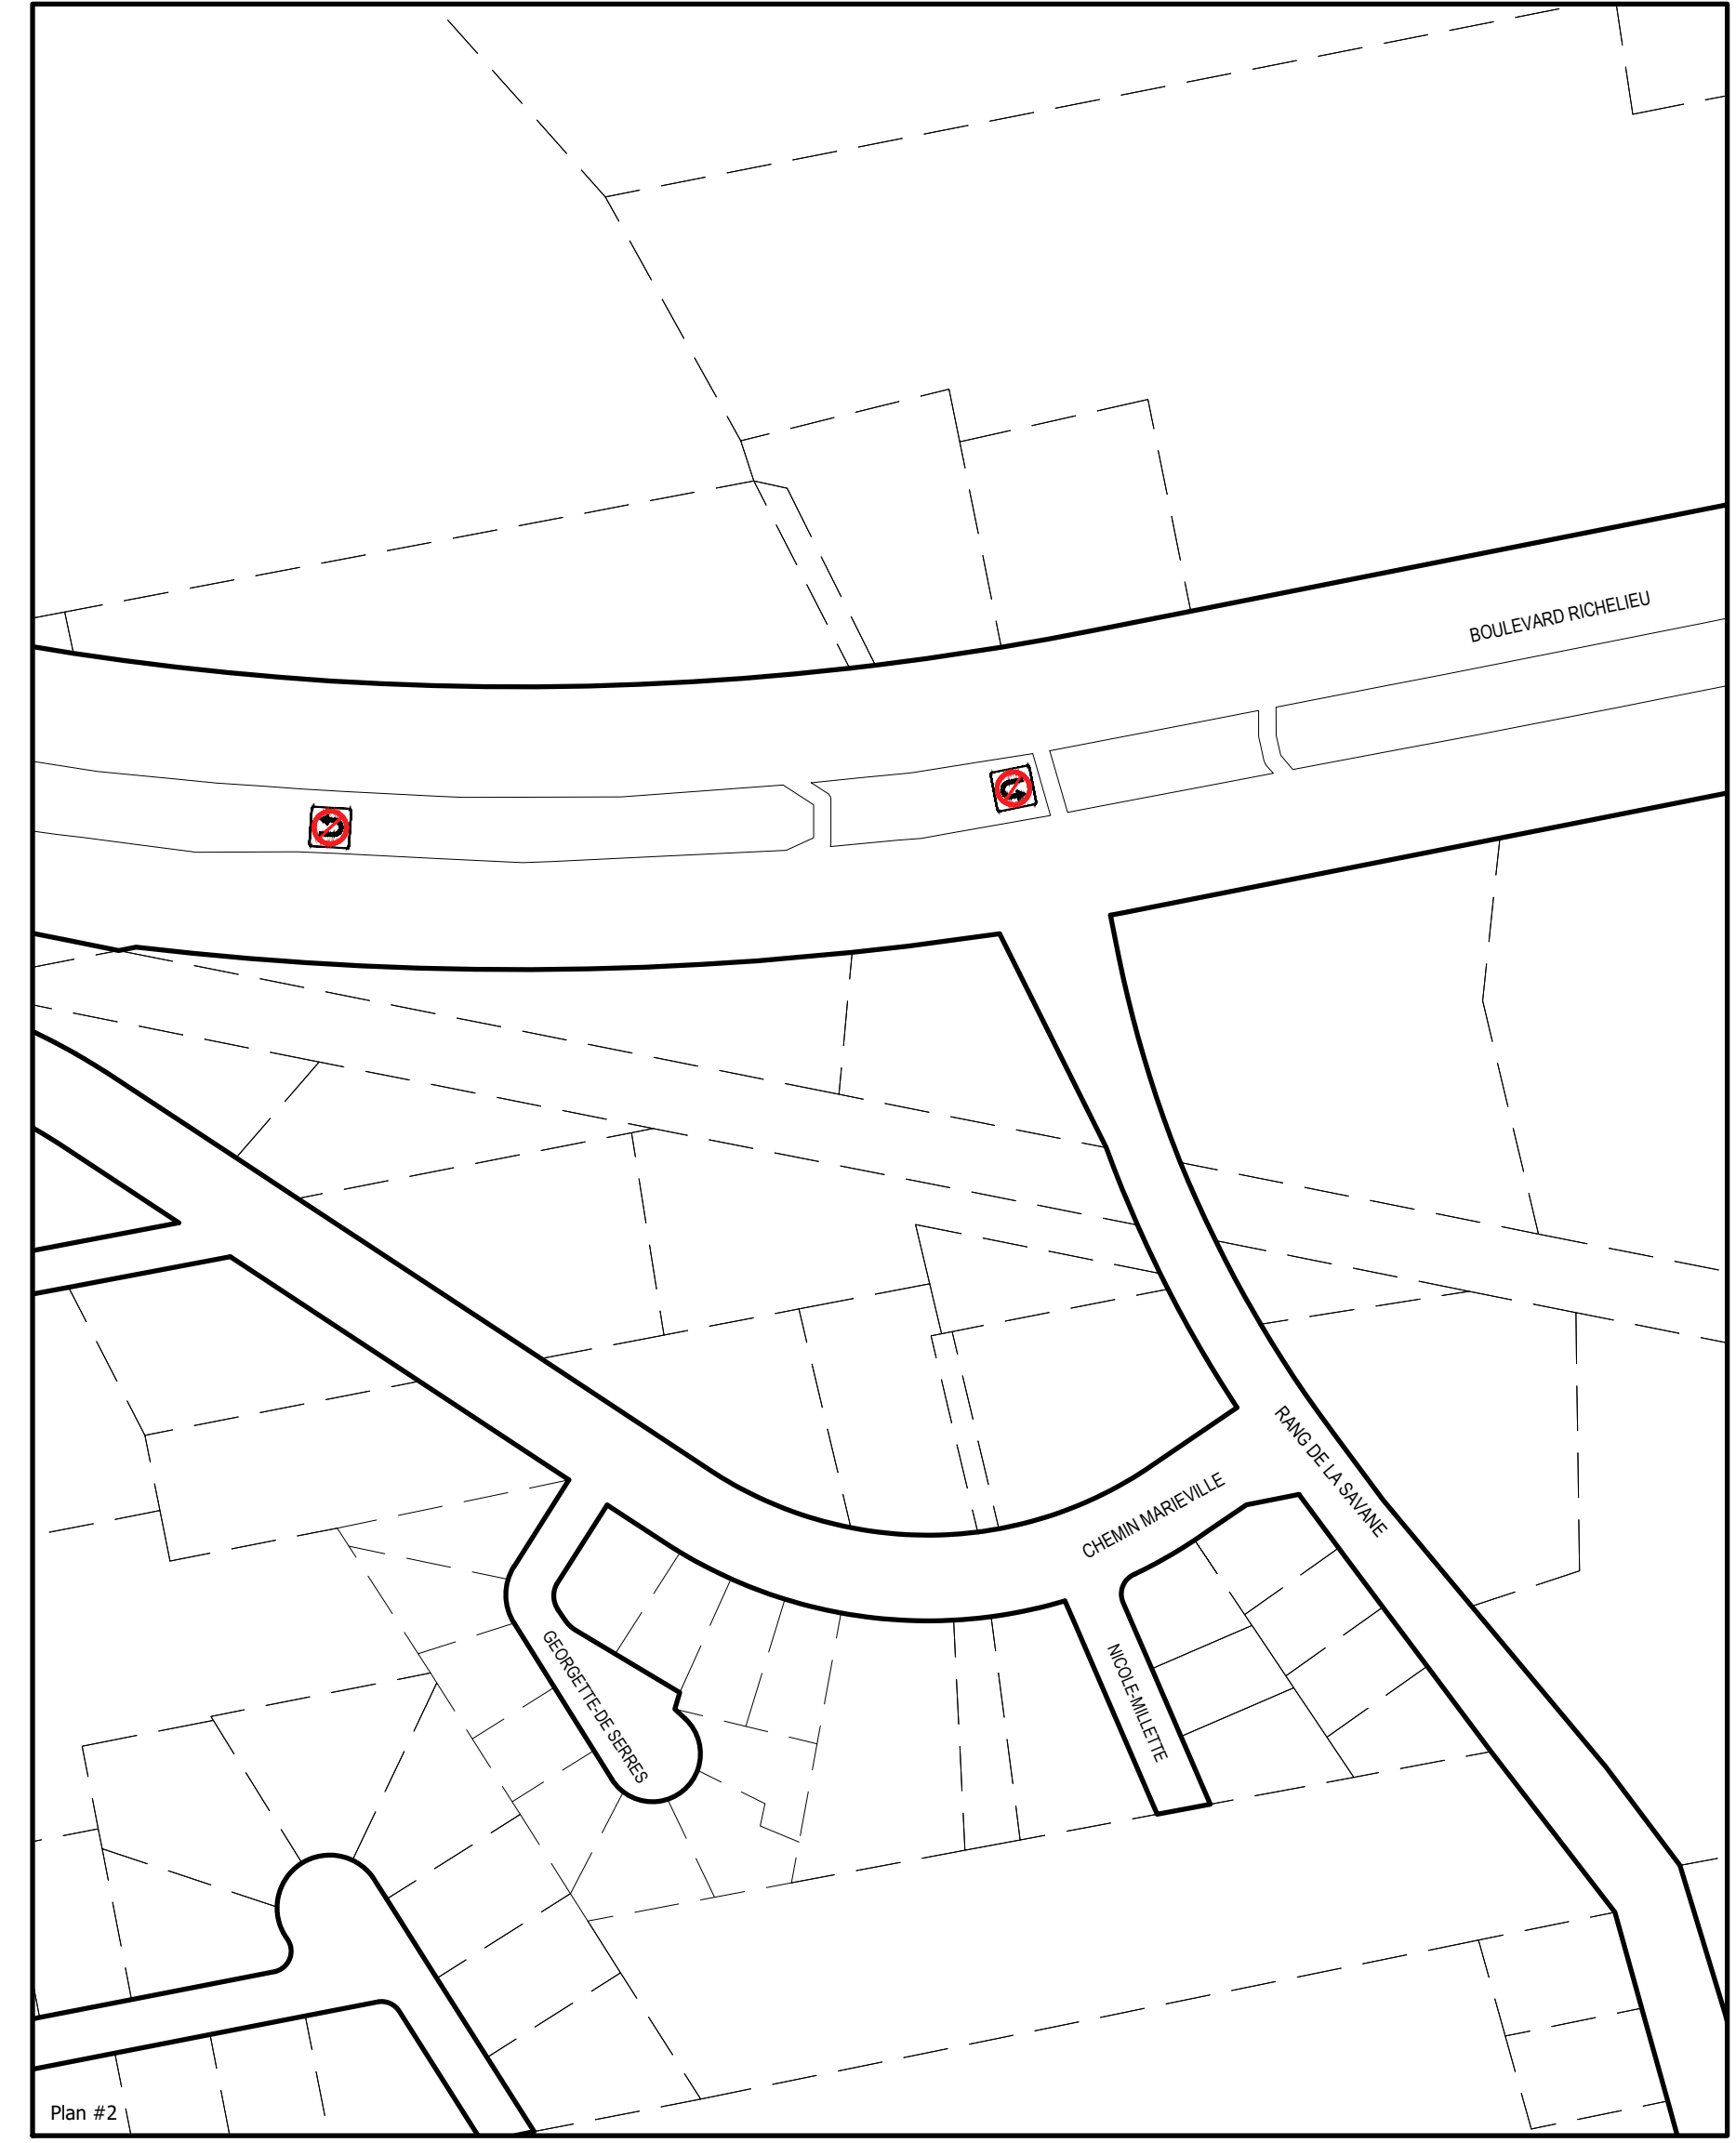 BOULEVARD RICHELIEU
RANG DE LA SAVANE
CHEMIN MARIEVILLE
GEORGETTE-DE SERRES
NICOLE-MILLETTE
Plan #2